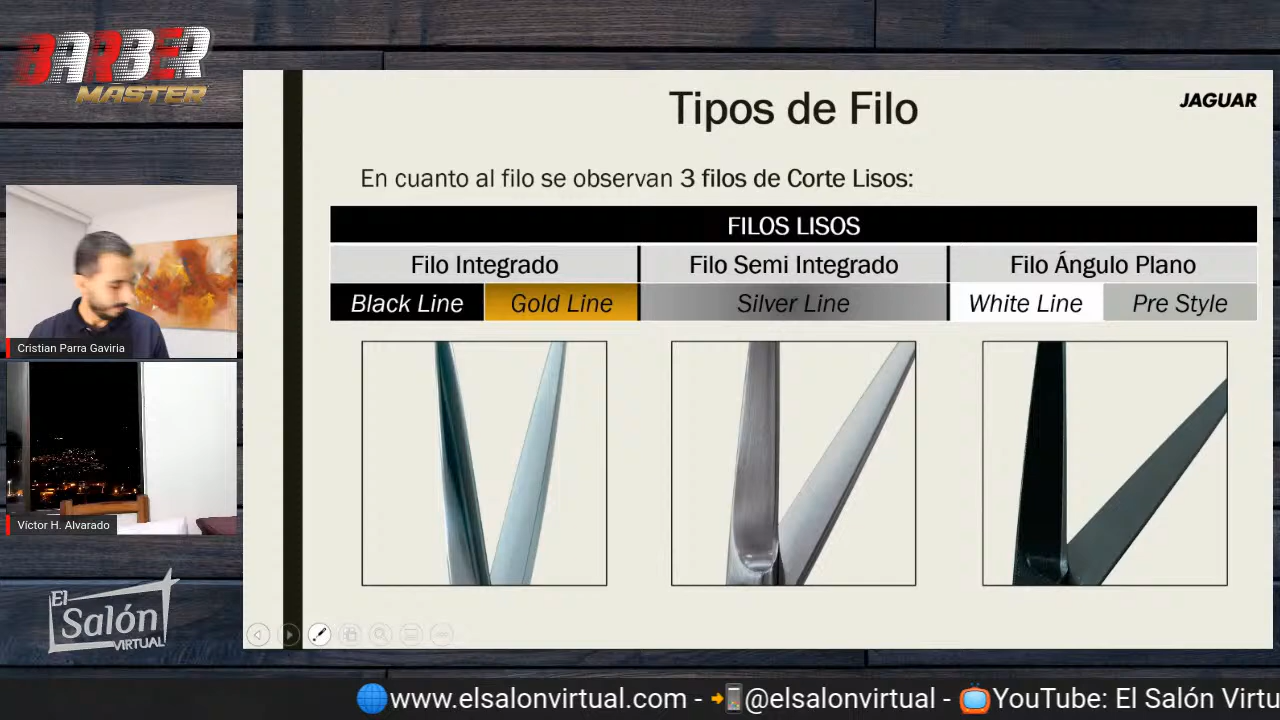 BARBER
MASTER
Tipos de Filo
JAGUAR
En cuanto al filo se observan 3 filos de Corte Lisos:
FILOS LISOS
Filo Integrado
Filo Semi Integrado
Filo Ángulo Plano
Black Line
Gold Line
Silver Line
White Line
Pre Style
Cristian Parra Gaviria
Víctor H. Alvarado
El
Salón
VIRTUAL
www.elsalonvirtual.com - @elsalonvirtual - YouTube: El Salón Virtu